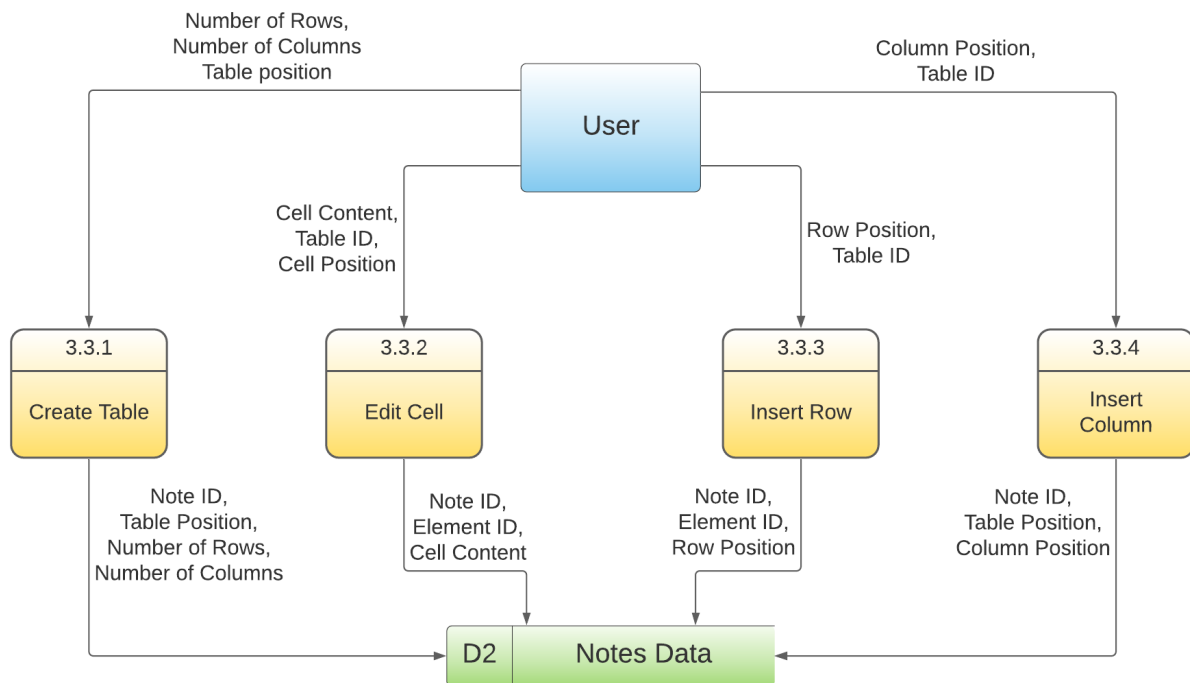 Number of Rows,
Number of Columns
Table position
Column Position,
Table ID
User
Cell Content,
Table ID,
Cell Position
Row Position,
Table ID
3.3.1
Create Table
3.3.2
Edit Cell
3.3.3
Insert Row
3.3.4
Insert
Column
Note ID,
Table Position,
Number of Rows,
Number of Columns
Note ID,
Element ID,
Cell Content
Note ID,
Element ID,
Row Position
Note ID,
Table Position,
Column Position
D2
Notes Data